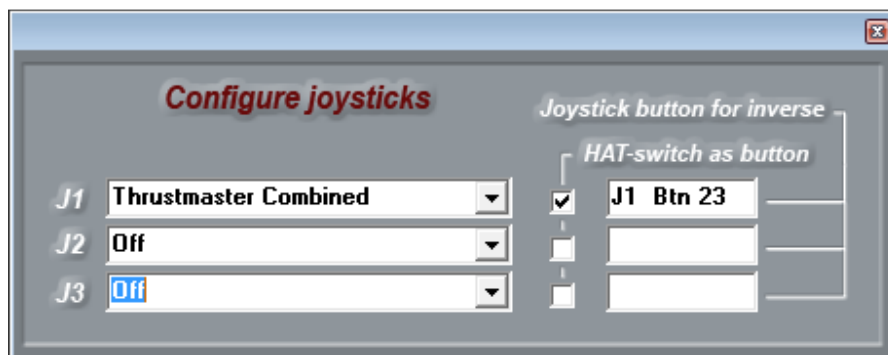 Configure joysticks
Joystick button for inverse
HAT-switch as button
J1 Thrustmaster Combined J1 Btn 23
J2 Off
J3 Off